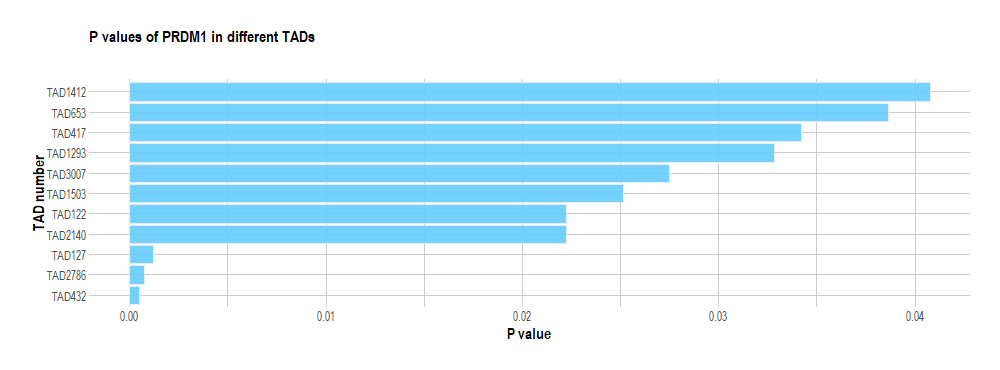 P values of PRDM1 in different TADs
TAD number
TAD1412
TAD653
TAD417
TAD1293
TAD3007
TAD1503
TAD122
TAD2140
TAD127
TAD2786
TAD432
0.00 0.01 0.02 0.03 0.04
P value